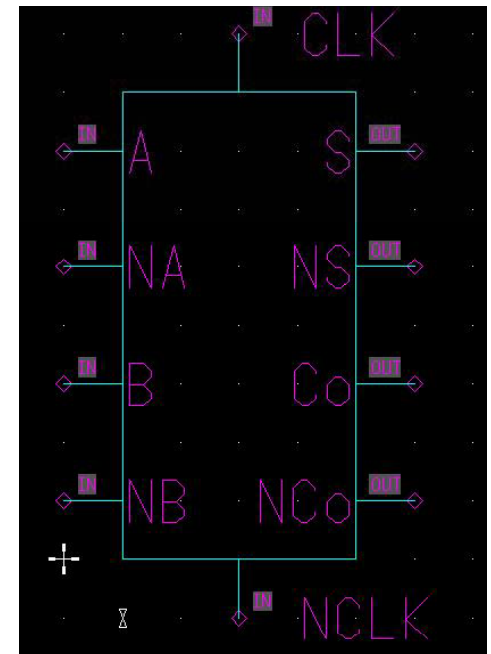 IN CLK
IN OUT
A S
IN OUT
NA NS
IN OUT
B Co
IN OUT
NB NCo
IN NCLK